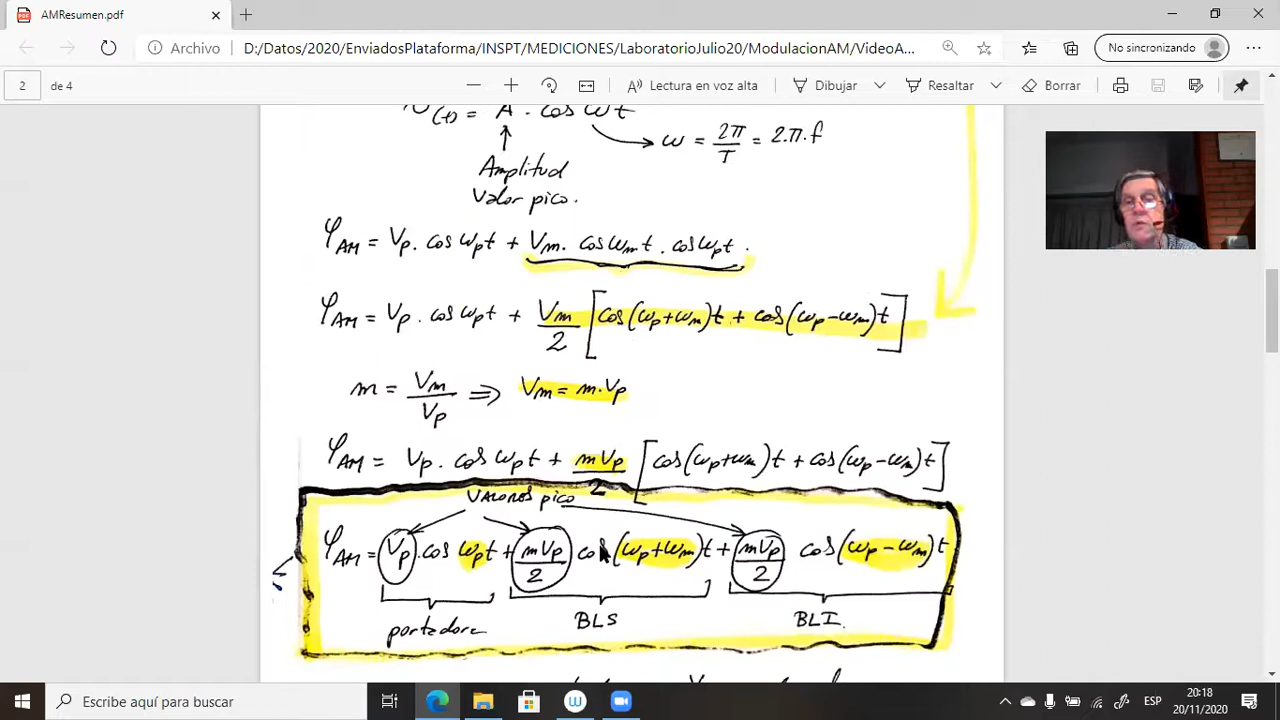 AMResumen.pdf
Archivo
D:/Datos/2020/EnviadosPlataforma/INSPT/MEDICIONES/LaboratorioJulio20/ModulacionAM/VideoA...
No sincronizando
2 de 4
Lectura en voz alta
Dibujar
Resaltar
Borrar
v(t) = A . cos ωt
ω = 2π/T = 2.π.f
Amplitud
Valor pico.
φAM = Vp . cos ωpt + Vm . cos ωmt . cos ωpt .
φAM = Vp . cos ωpt + Vm/2 [cos(ωp+ωm)t + cos(ωp-ωm)t]
m = Vm/Vp ⟹ Vm = m.Vp
φAM = Vp . cos ωpt + mVp/2 [cos(ωp+ωm)t + cos(ωp-ωm)t]
VALORES pico
φAM = Vp . cos ωpt + mVp/2 cos(ωp+ωm)t + mVp/2 cos(ωp-ωm)t
portadora
BLS
BLI.
Escribe aquí para buscar
ESP
20:18
20/11/2020